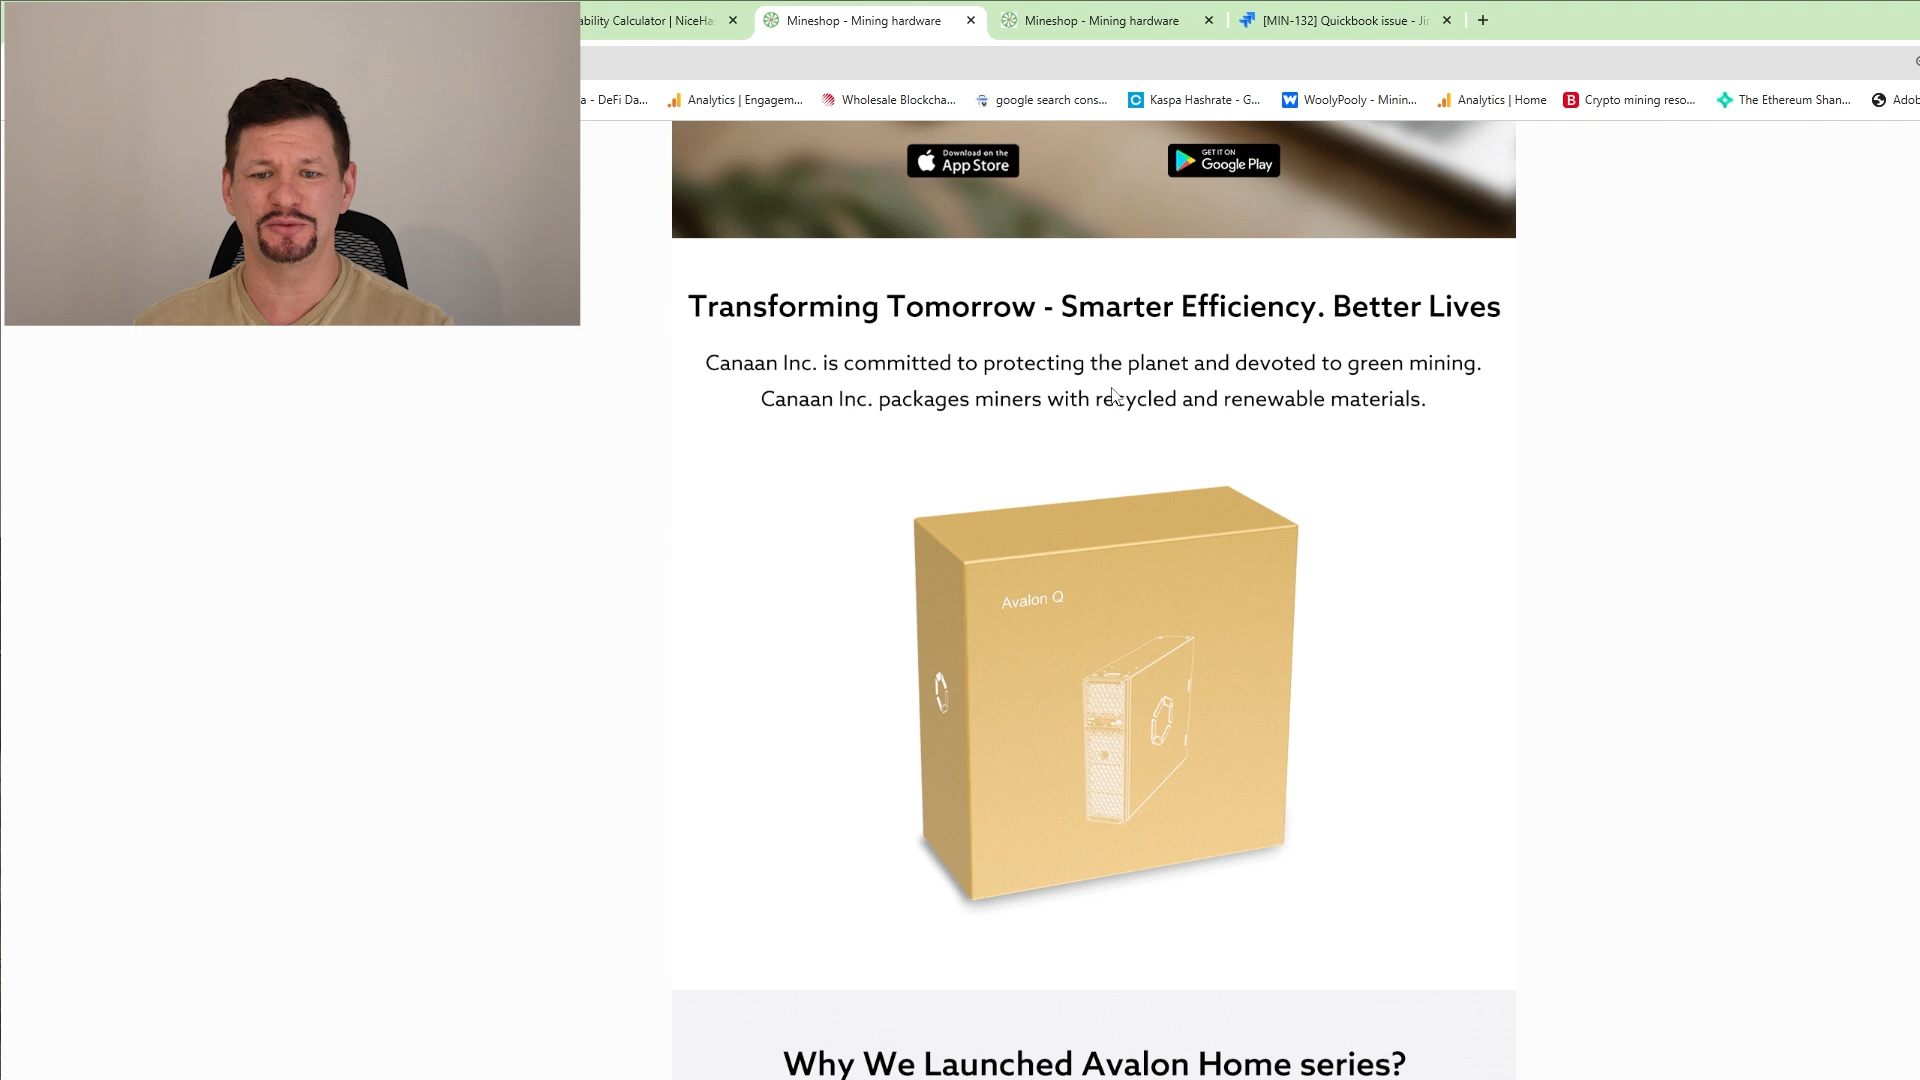 ability Calculator | NiceHa
Mineshop - Mining hardware
Mineshop - Mining hardware
[MIN-132] Quickbook issue - Ji
a - DeFi Da...
Analytics | Engagem...
Wholesale Blockcha...
google search cons...
Kaspa Hashrate - G...
WoolyPooly - Minin...
Analytics | Home
Crypto mining reso...
The Ethereum Shan...
Adob
Download on the
App Store
GET IT ON
Google Play
Transforming Tomorrow - Smarter Efficiency. Better Lives
Canaan Inc. is committed to protecting the planet and devoted to green mining.
Canaan Inc. packages miners with recycled and renewable materials.
Avalon Q
Why We Launched Avalon Home series?